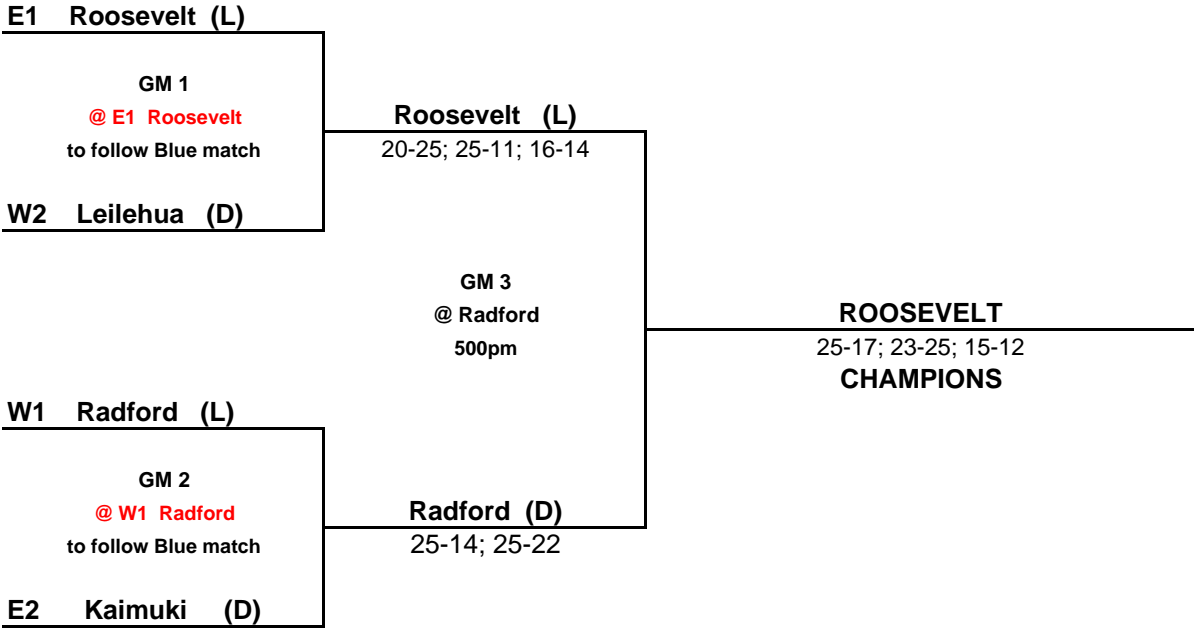 E1 Roosevelt (L)
GM 1
@ E1 Roosevelt
to follow Blue match
W2 Leilehua (D)
Roosevelt (L)
20-25; 25-11; 16-14
GM 3
@ Radford
500pm
ROOSEVELT
25-17; 23-25; 15-12
CHAMPIONS
W1 Radford (L)
GM 2
@ W1 Radford
to follow Blue match
E2 Kaimuki (D)
Radford (D)
25-14; 25-22